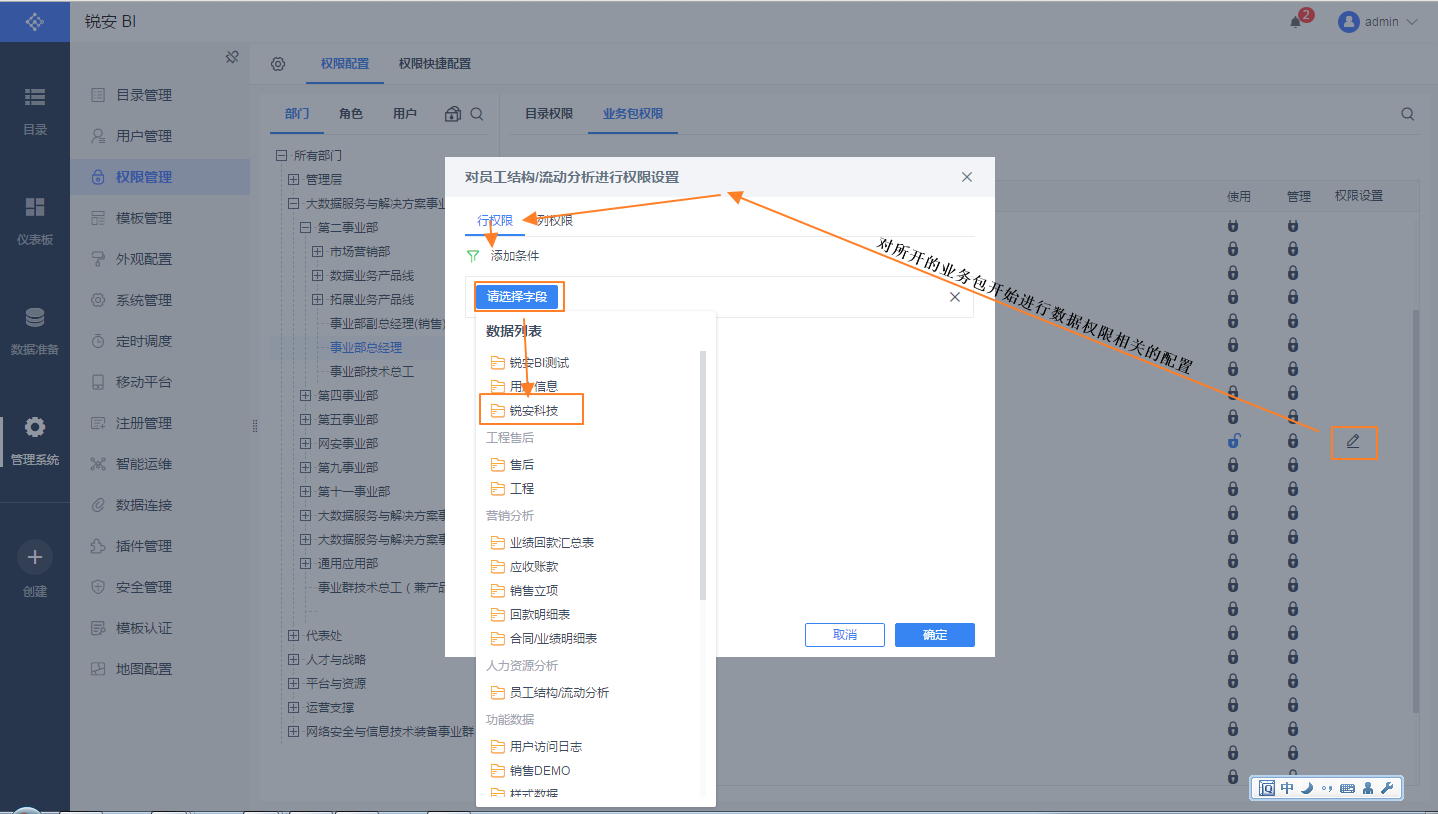 锐安 BI
2
admin
目录
仪表板
数据准备
管理系统
创建
目录管理
用户管理
权限管理
模板管理
外观配置
系统管理
定时调度
移动平台
注册管理
智能运维
数据连接
插件管理
安全管理
模板认证
地图配置
权限配置
权限快捷配置
部门
角色
用户
所有部门
管理层
大数据服务与解决方案事业
第二事业部
市场营销部
数据业务产品线
拓展业务产品线
事业部副总经理(销售)
事业部总经理
事业部技术总工
第四事业部
第五事业部
网安事业部
第九事业部
第十一事业部
大数据服务与解决方案事
大数据服务与解决方案事
通用应用部
事业群技术总工（兼产品
代表处
人才与战略
平台与资源
运营支撑
网络安全与信息技术装备事业群
目录权限
业务包权限
使用
管理
权限设置
对员工结构/流动分析进行权限设置
行权限
列权限
添加条件
请选择字段
数据列表
锐安BI测试
用户信息
锐安科技
工程售后
售后
工程
营销分析
业绩回款汇总表
应收账款
销售立项
回款明细表
合同/业绩明细表
人力资源分析
员工结构/流动分析
功能数据
用户访问日志
销售DEMO
样式数据
取消
确定
对所开的业务包开始进行数据权限相关的配置
中